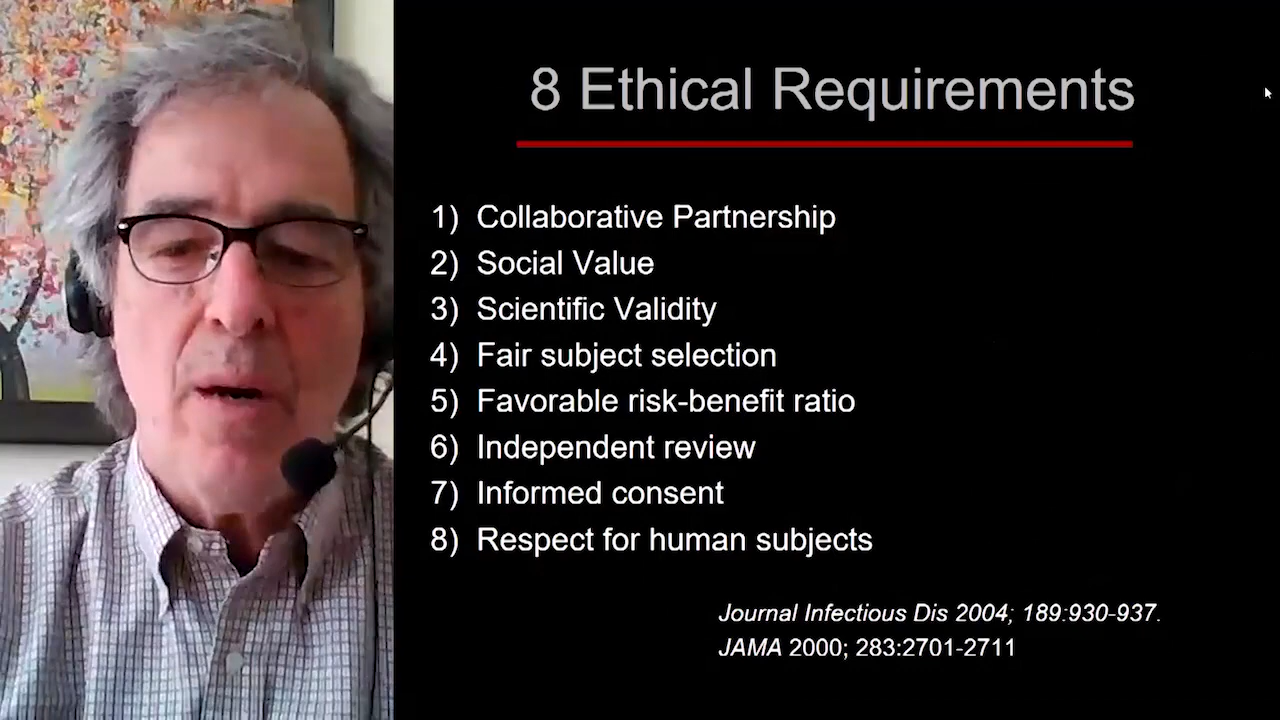 8 Ethical Requirements
1) Collaborative Partnership
2) Social Value
3) Scientific Validity
4) Fair subject selection
5) Favorable risk-benefit ratio
6) Independent review
7) Informed consent
8) Respect for human subjects
Journal Infectious Dis 2004; 189:930-937.
JAMA 2000; 283:2701-2711